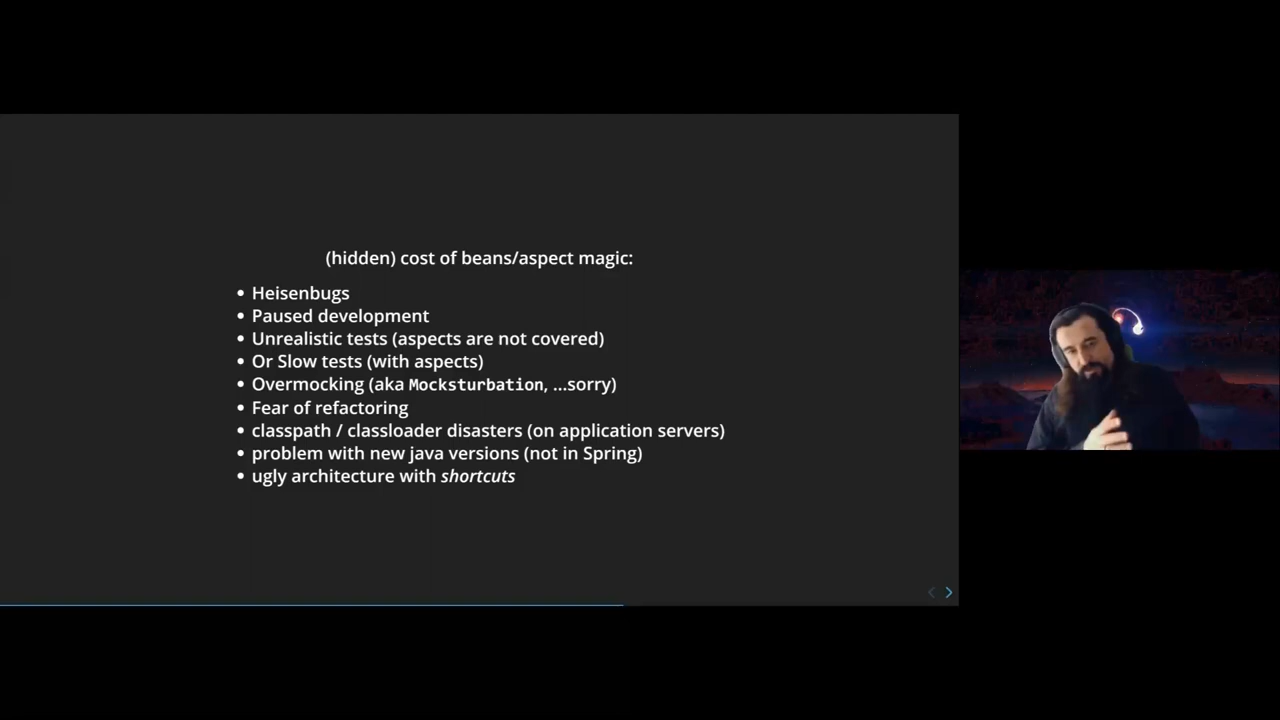 (hidden) cost of beans/aspect magic:
• Heisenbugs
• Paused development
• Unrealistic tests (aspects are not covered)
• Or Slow tests (with aspects)
• Overmocking (aka Mocksturbation, ...sorry)
• Fear of refactoring
• classpath / classloader disasters (on application servers)
• problem with new java versions (not in Spring)
• ugly architecture with shortcuts